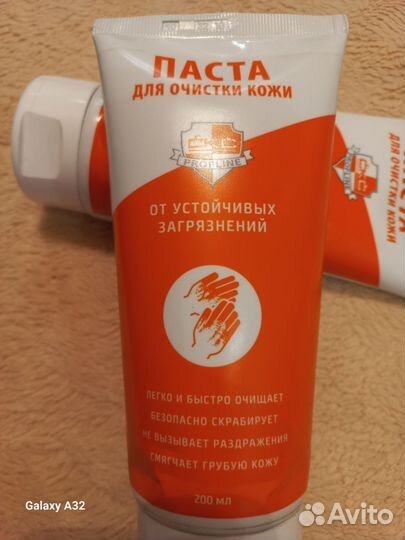 ПАСТА
ДЛЯ ОЧИСТКИ КОЖИ
СКС
PROFLINE
ОТ УСТОЙЧИВЫХ
ЗАГРЯЗНЕНИЙ
ЛЕГКО И БЫСТРО ОЧИЩАЕТ
БЕЗОПАСНО СКРАБИРУЕТ
НЕ ВЫЗЫВАЕТ РАЗДРАЖЕНИЯ
СМЯГЧАЕТ ГРУБУЮ КОЖУ
200 МЛ
ДЛЯ ОЧИСТКИ КОЖИ
Galaxy A32
Avito